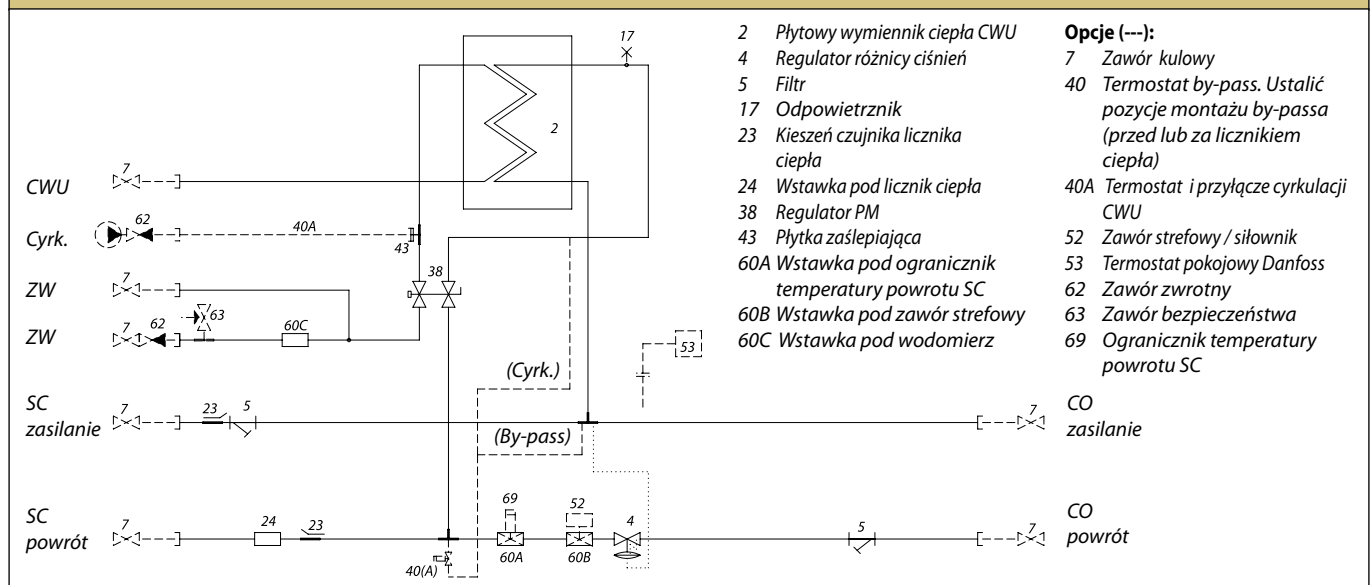 17
2
7
CWU
62
40A
Cyrk.
43
38
7
ZW
63
7
62
60C
ZW
53
(Cyrk.)
SC
zasilanie
7
23
5
7
CO
zasilanie
(By-pass)
69
52
4
SC
powrót
7
24
23
5
7
CO
powrót
60A
60B
40(A)
2 Płytowy wymiennik ciepła CWU
4 Regulator różnicy ciśnień
5 Filtr
17 Odpowietrznik
23 Kieszeń czujnika licznika
ciepła
24 Wstawka pod licznik ciepła
38 Regulator PM
43 Płytka zaślepiająca
60A Wstawka pod ogranicznik
temperatury powrotu SC
60B Wstawka pod zawór strefowy
60C Wstawka pod wodomierz
Opcje (---):
7 Zawór kulowy
40 Termostat by-pass. Ustalić
pozycje montażu by-passa
(przed lub za licznikiem
ciepła)
40A Termostat i przyłącze cyrkulacji
CWU
52 Zawór strefowy / siłownik
53 Termostat pokojowy Danfoss
62 Zawór zwrotny
63 Zawór bezpieczeństwa
69 Ogranicznik temperatury
powrotu SC